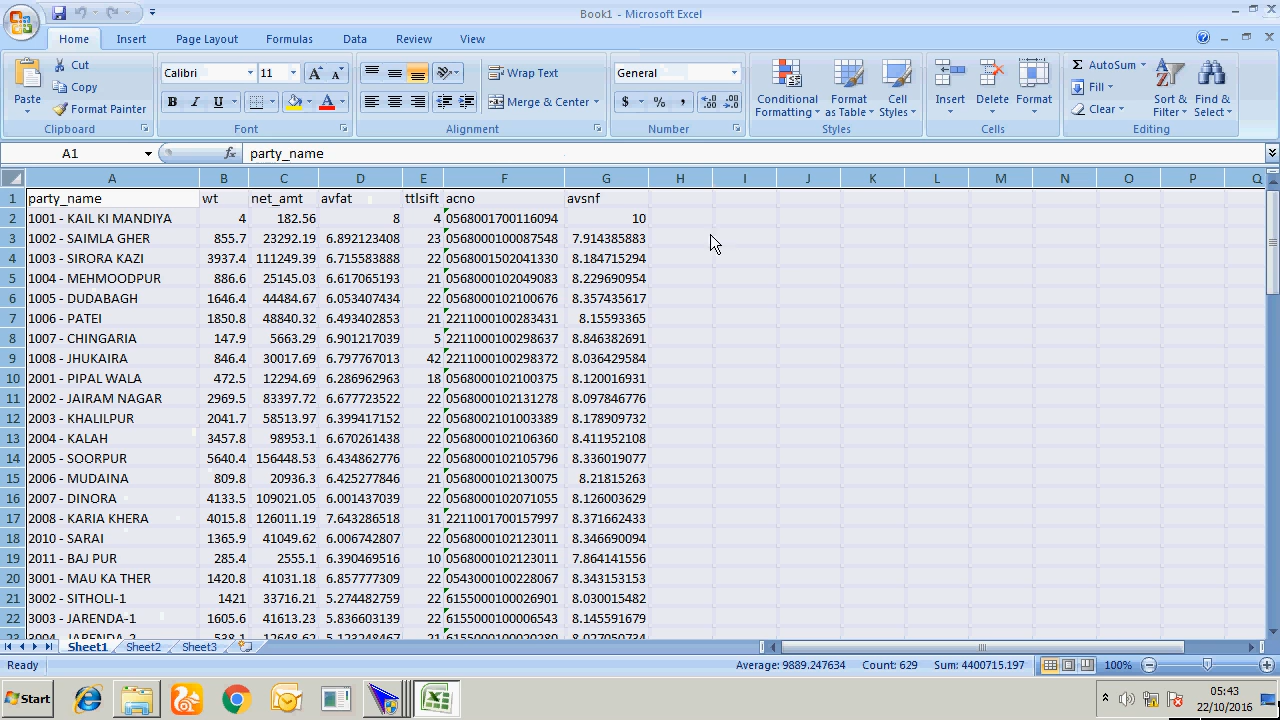 Book1 - Microsoft Excel
Home Insert Page Layout Formulas Data Review View
Paste Cut Copy Format Painter Clipboard
Calibri 11 B I U Font
Wrap Text Merge & Center Alignment
General $ % , Number
Conditional Formatting Format as Table Cell Styles Styles
Insert Delete Format Cells
Σ AutoSum Fill Clear Sort & Filter Find & Select Editing
A1 fx party_name
A B C D E F G H I J K L M N O P Q
1 party_name wt net_amt avfat ttlsift acno avsnf
2 1001 - KAIL KI MANDIYA 4 182.56 8 4 0568001700116094 10
3 1002 - SAIMLA GHER 855.7 23292.19 6.892123408 23 0568000100087548 7.914385883
4 1003 - SIRORA KAZI 3937.4 111249.39 6.715583888 22 0568001502041330 8.184715294
5 1004 - MEHMOODPUR 886.6 25145.03 6.617065193 21 0568000102049083 8.229690954
6 1005 - DUDABAGH 1646.4 44484.67 6.053407434 22 0568000102100676 8.357435617
7 1006 - PATEI 1850.8 48840.32 6.493402853 21 2211000100283431 8.15593365
8 1007 - CHINGARIA 147.9 5663.29 6.901217039 5 2211000100298637 8.846382691
9 1008 - JHUKAIRA 846.4 30017.69 6.797767013 42 2211000100298372 8.036429584
10 2001 - PIPAL WALA 472.5 12294.69 6.286962963 18 0568000102100375 8.120016931
11 2002 - JAIRAM NAGAR 2969.5 83397.72 6.677723522 22 0568000102131278 8.097846776
12 2003 - KHALILPUR 2041.7 58513.97 6.399417152 22 0568002101003389 8.178909732
13 2004 - KALAH 3457.8 98953.1 6.670261438 22 0568000102106360 8.411952108
14 2005 - SOORPUR 5640.4 156448.53 6.434862776 22 0568000102105796 8.336019077
15 2006 - MUDAINA 809.8 20936.3 6.425277846 21 0568000102130075 8.21815263
16 2007 - DINORA 4133.5 109021.05 6.001437039 22 0568000102071055 8.126003629
17 2008 - KARIA KHERA 4015.8 126011.19 7.643286518 31 2211001700157997 8.371662433
18 2010 - SARAI 1365.9 41049.62 6.006742807 22 0568000102123011 8.346690094
19 2011 - BAJ PUR 285.4 2555.1 6.390469516 10 0568000102123011 7.864141556
20 3001 - MAU KA THER 1420.8 41031.18 6.857777309 22 0543000100228067 8.343153153
21 3002 - SITHOLI-1 1421 33716.21 5.274482759 22 6155000100026901 8.030015482
22 3003 - JARENDA-1 1605.6 41613.23 5.836603139 22 6155000100006543 8.145591679
23 3004 - JARENDA-2 538.1 12648.62 5.123248467 21 6155000100020280 8.027050734
Sheet1 Sheet2 Sheet3
Ready Average: 9889.247634 Count: 629 Sum: 4400715.197 100%
Start 05:43
22/10/2016